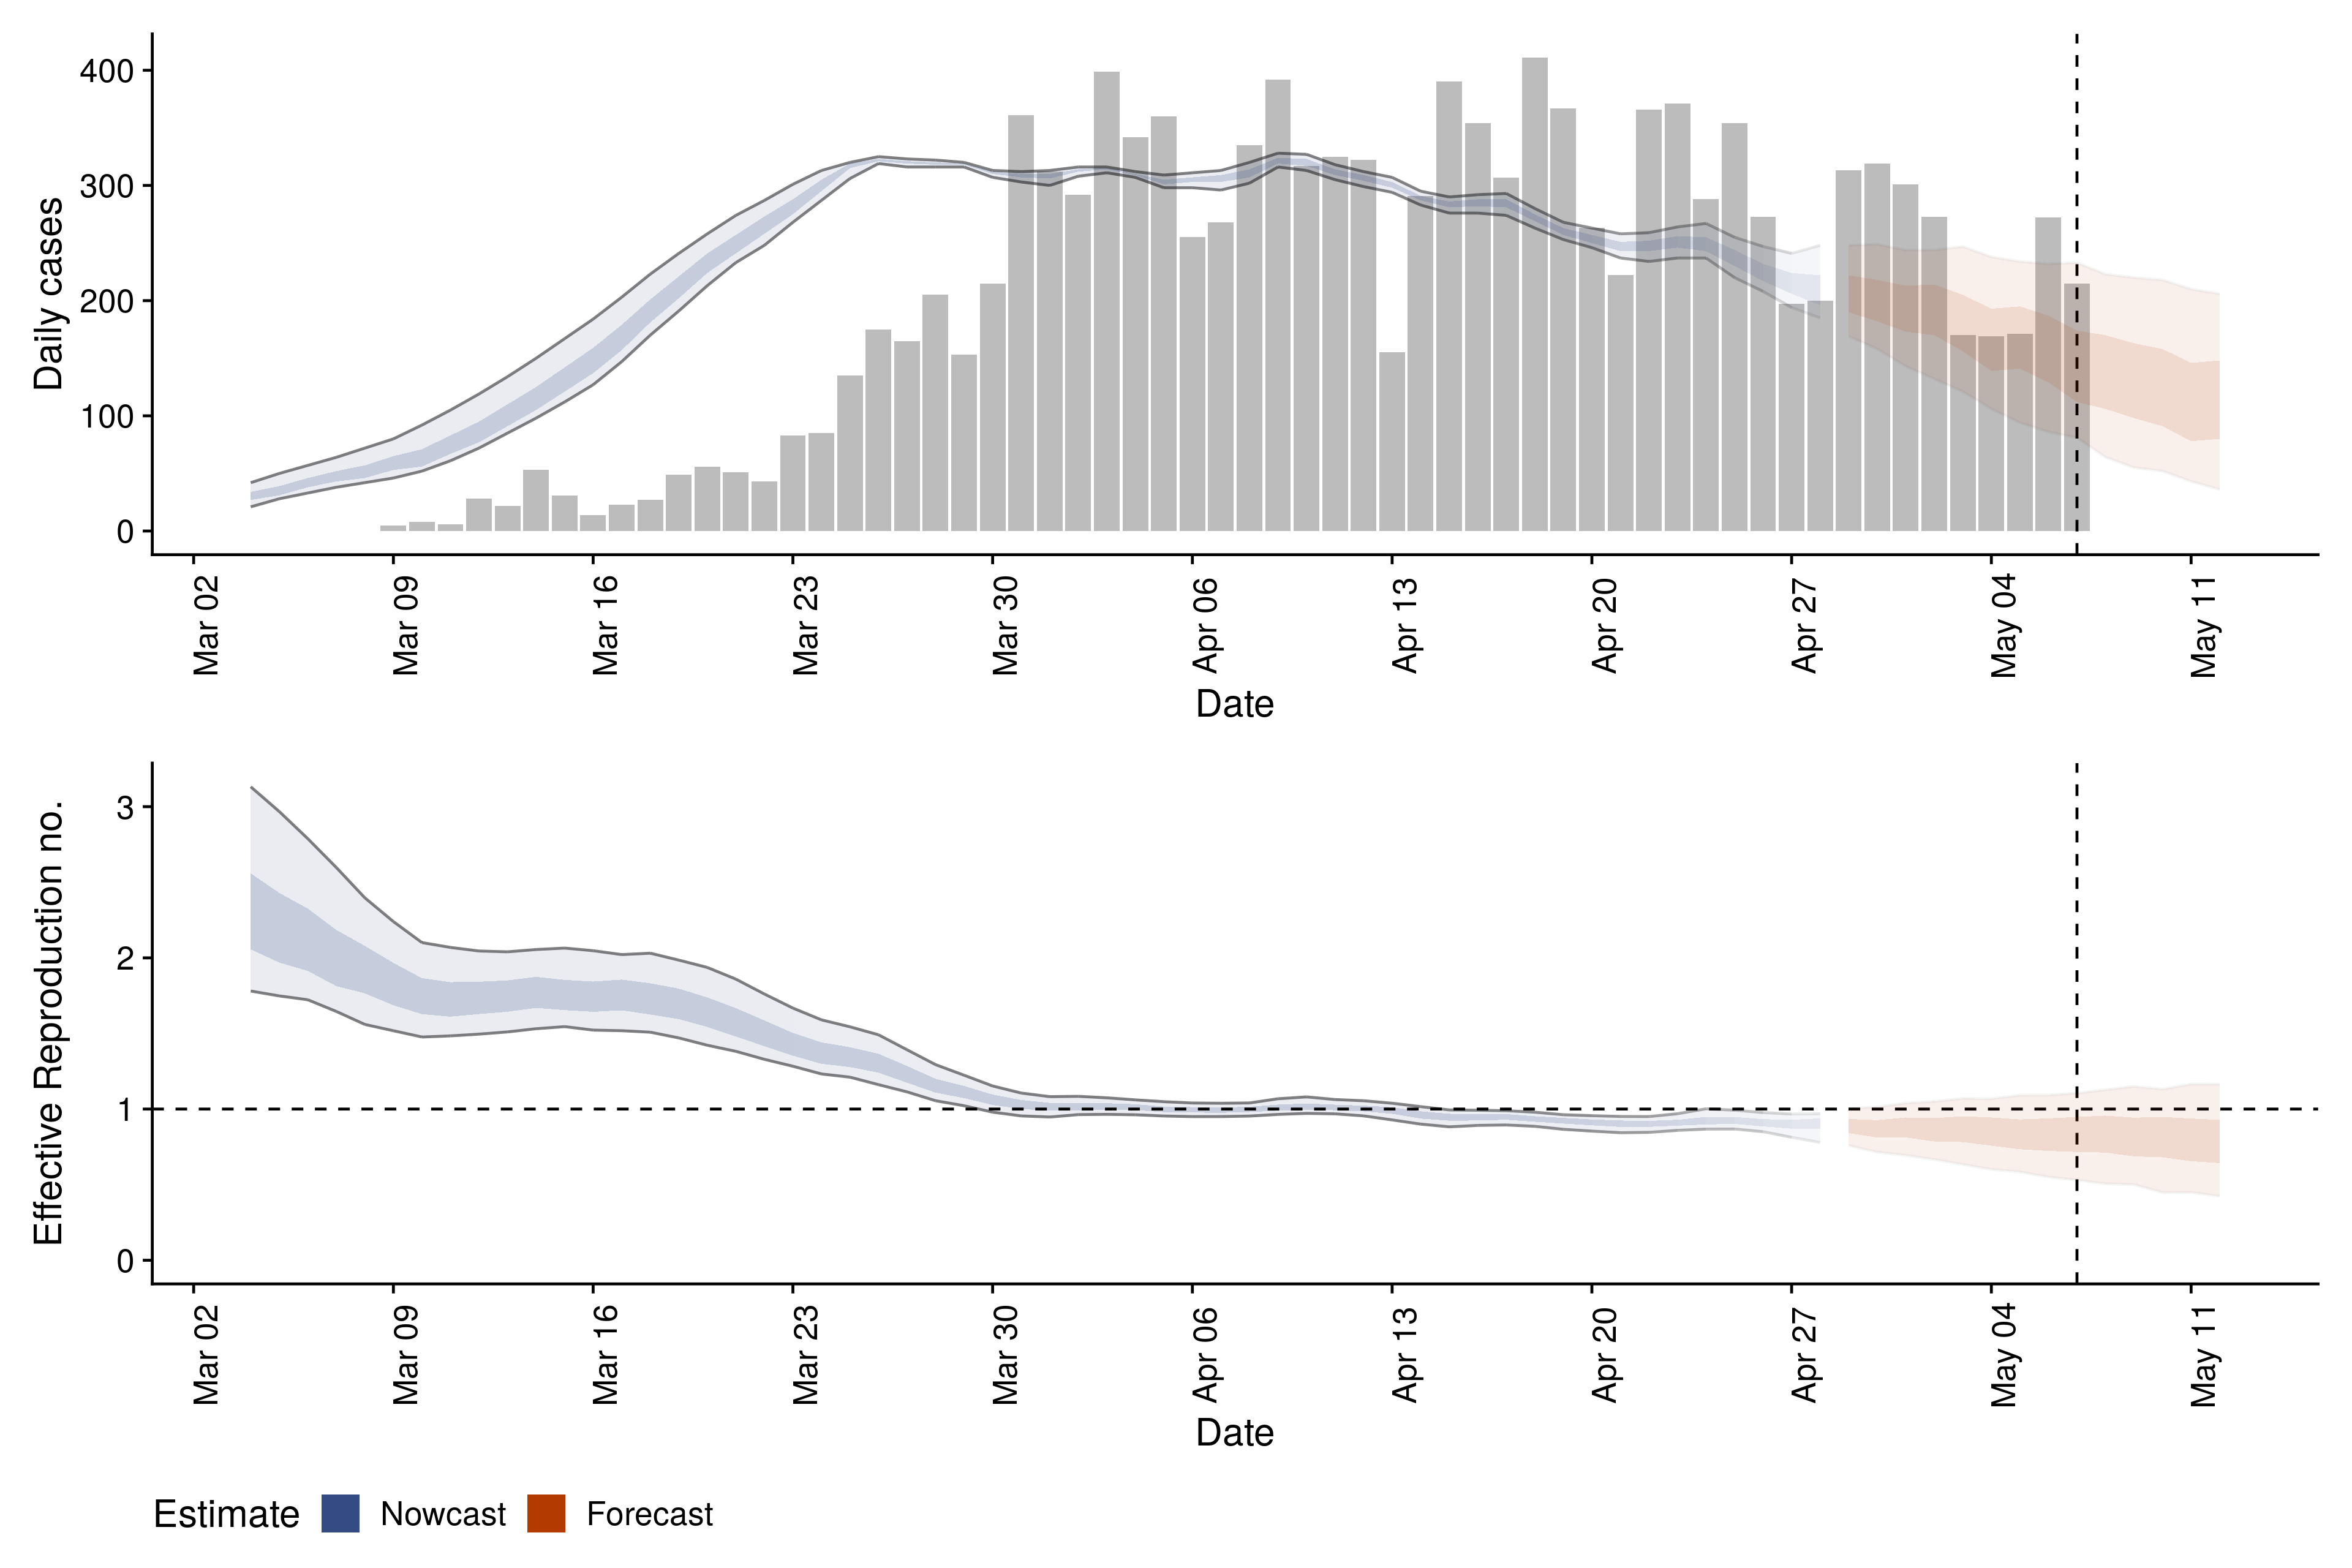 Daily cases
400
300
200
100
0
Mar 02
Mar 09
Mar 16
Mar 23
Mar 30
Apr 06
Apr 13
Apr 20
Apr 27
May 04
May 11
Date
Effective Reproduction no.
3
2
1
0
Mar 02
Mar 09
Mar 16
Mar 23
Mar 30
Apr 06
Apr 13
Apr 20
Apr 27
May 04
May 11
Date
Estimate Nowcast Forecast